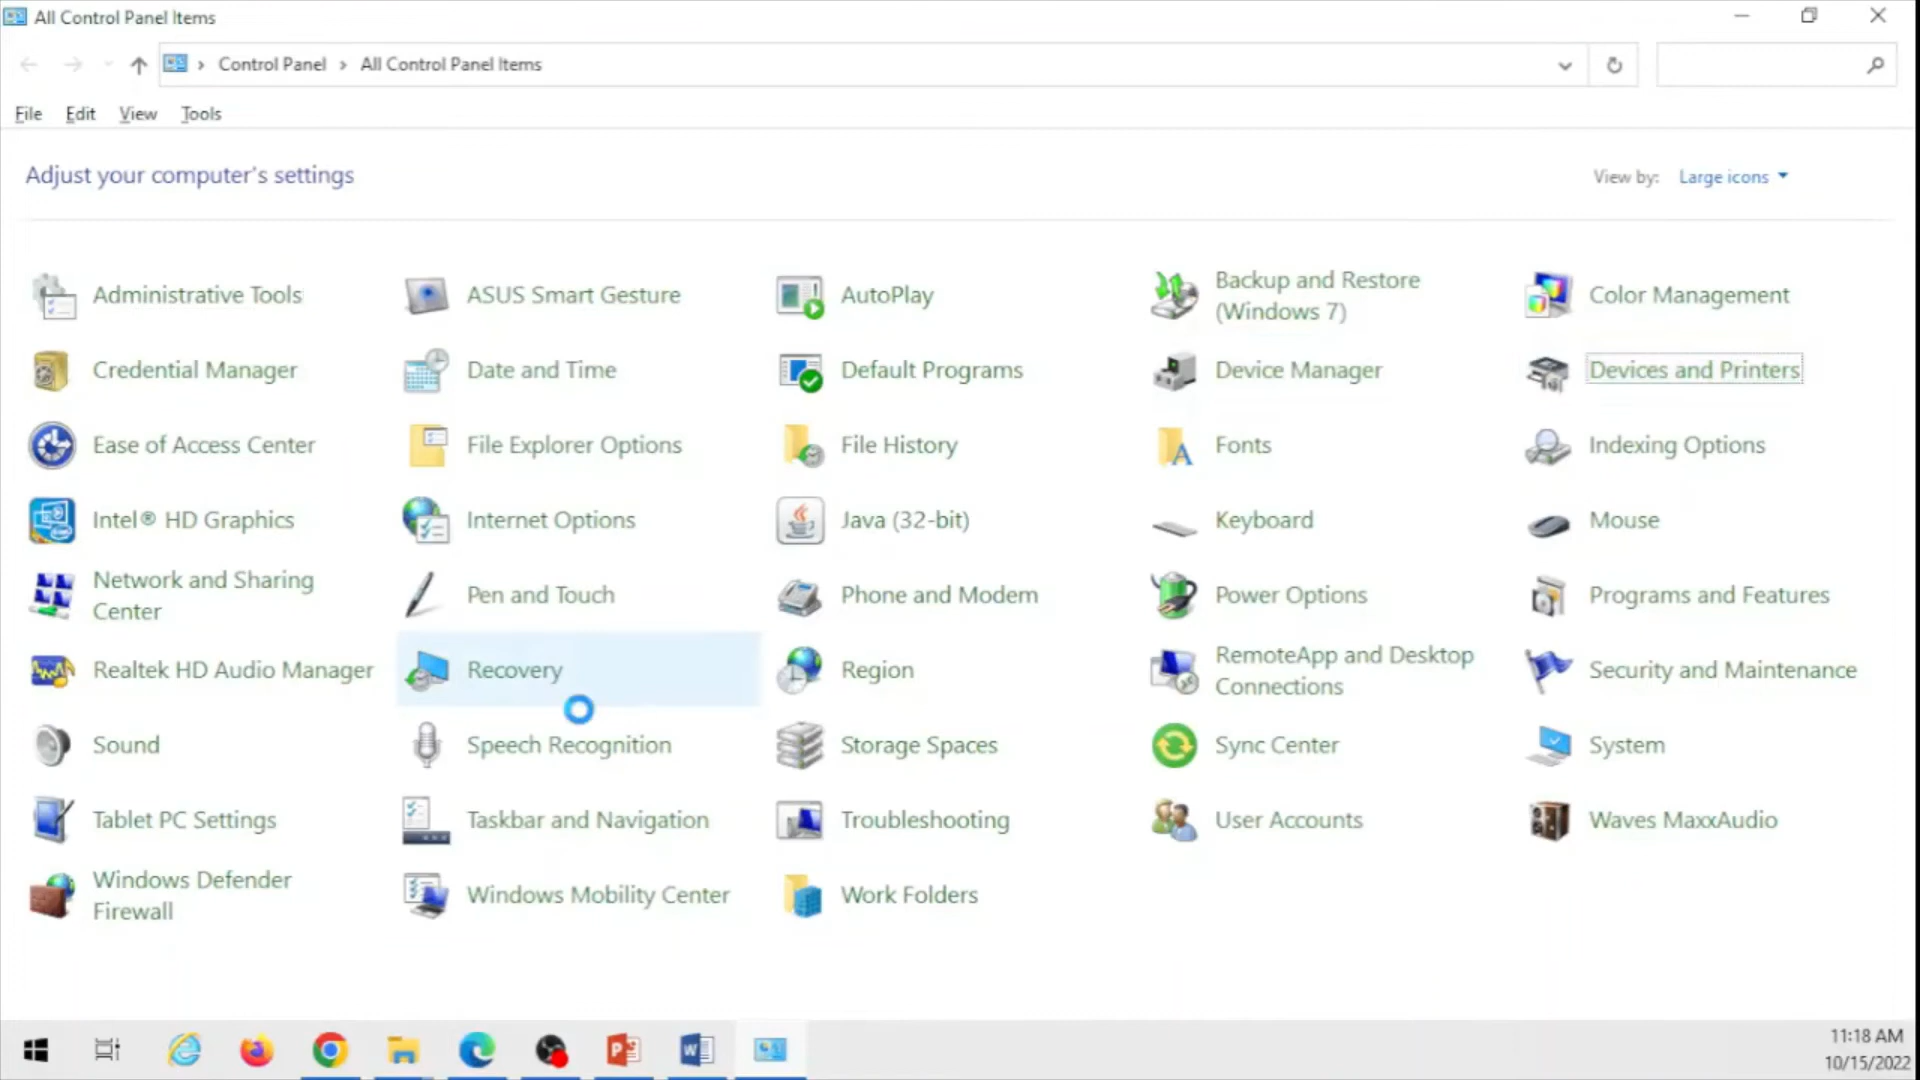 All Control Panel Items
Control Panel > All Control Panel Items
File Edit View Tools
Adjust your computer's settings
View by: Large icons
Administrative Tools
ASUS Smart Gesture
AutoPlay
Backup and Restore
(Windows 7)
Color Management
Credential Manager
Date and Time
Default Programs
Device Manager
Devices and Printers
Ease of Access Center
File Explorer Options
File History
Fonts
Indexing Options
Intel® HD Graphics
Internet Options
Java (32-bit)
Keyboard
Mouse
Network and Sharing
Center
Pen and Touch
Phone and Modem
Power Options
Programs and Features
Realtek HD Audio Manager
Recovery
Region
RemoteApp and Desktop
Connections
Security and Maintenance
Sound
Speech Recognition
Storage Spaces
Sync Center
System
Tablet PC Settings
Taskbar and Navigation
Troubleshooting
User Accounts
Waves MaxxAudio
Windows Defender
Firewall
Windows Mobility Center
Work Folders
11:18 AM
10/15/2022